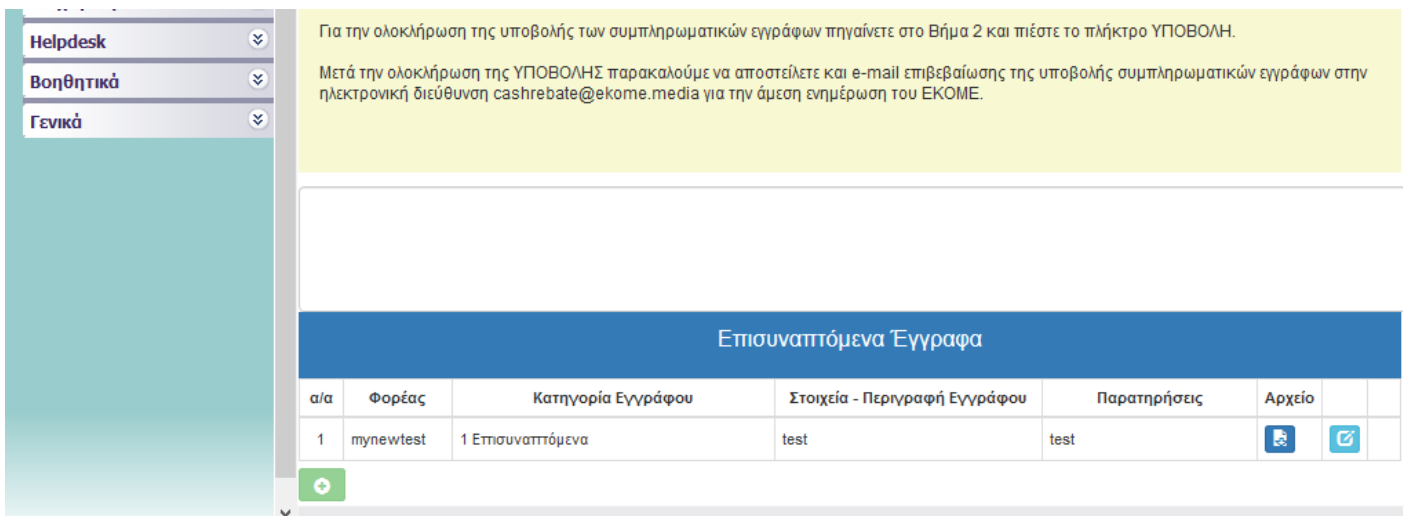 Helpdesk
Βοηθητικά
Γενικά
Για την ολοκλήρωση της υποβολής των συμπληρωματικών εγγράφων πηγαίνετε στο Βήμα 2 και πιέστε το πλήκτρο ΥΠΟΒΟΛΗ.
Μετά την ολοκλήρωση της ΥΠΟΒΟΛΗΣ παρακαλούμε να αποστείλετε και e-mail επιβεβαίωσης της υποβολής συμπληρωματικών εγγράφων στην
ηλεκτρονική διεύθυνση cashrebate@ekome.media για την άμεση ενημέρωση του ΕΚΟΜΕ.
Επισυναπτόμενα Έγγραφα
α/α Φορέας Κατηγορία Εγγράφου Στοιχεία - Περιγραφή Εγγράφου Παρατηρήσεις Αρχείο
1 mynewtest 1 Επισυναπτόμενα test test